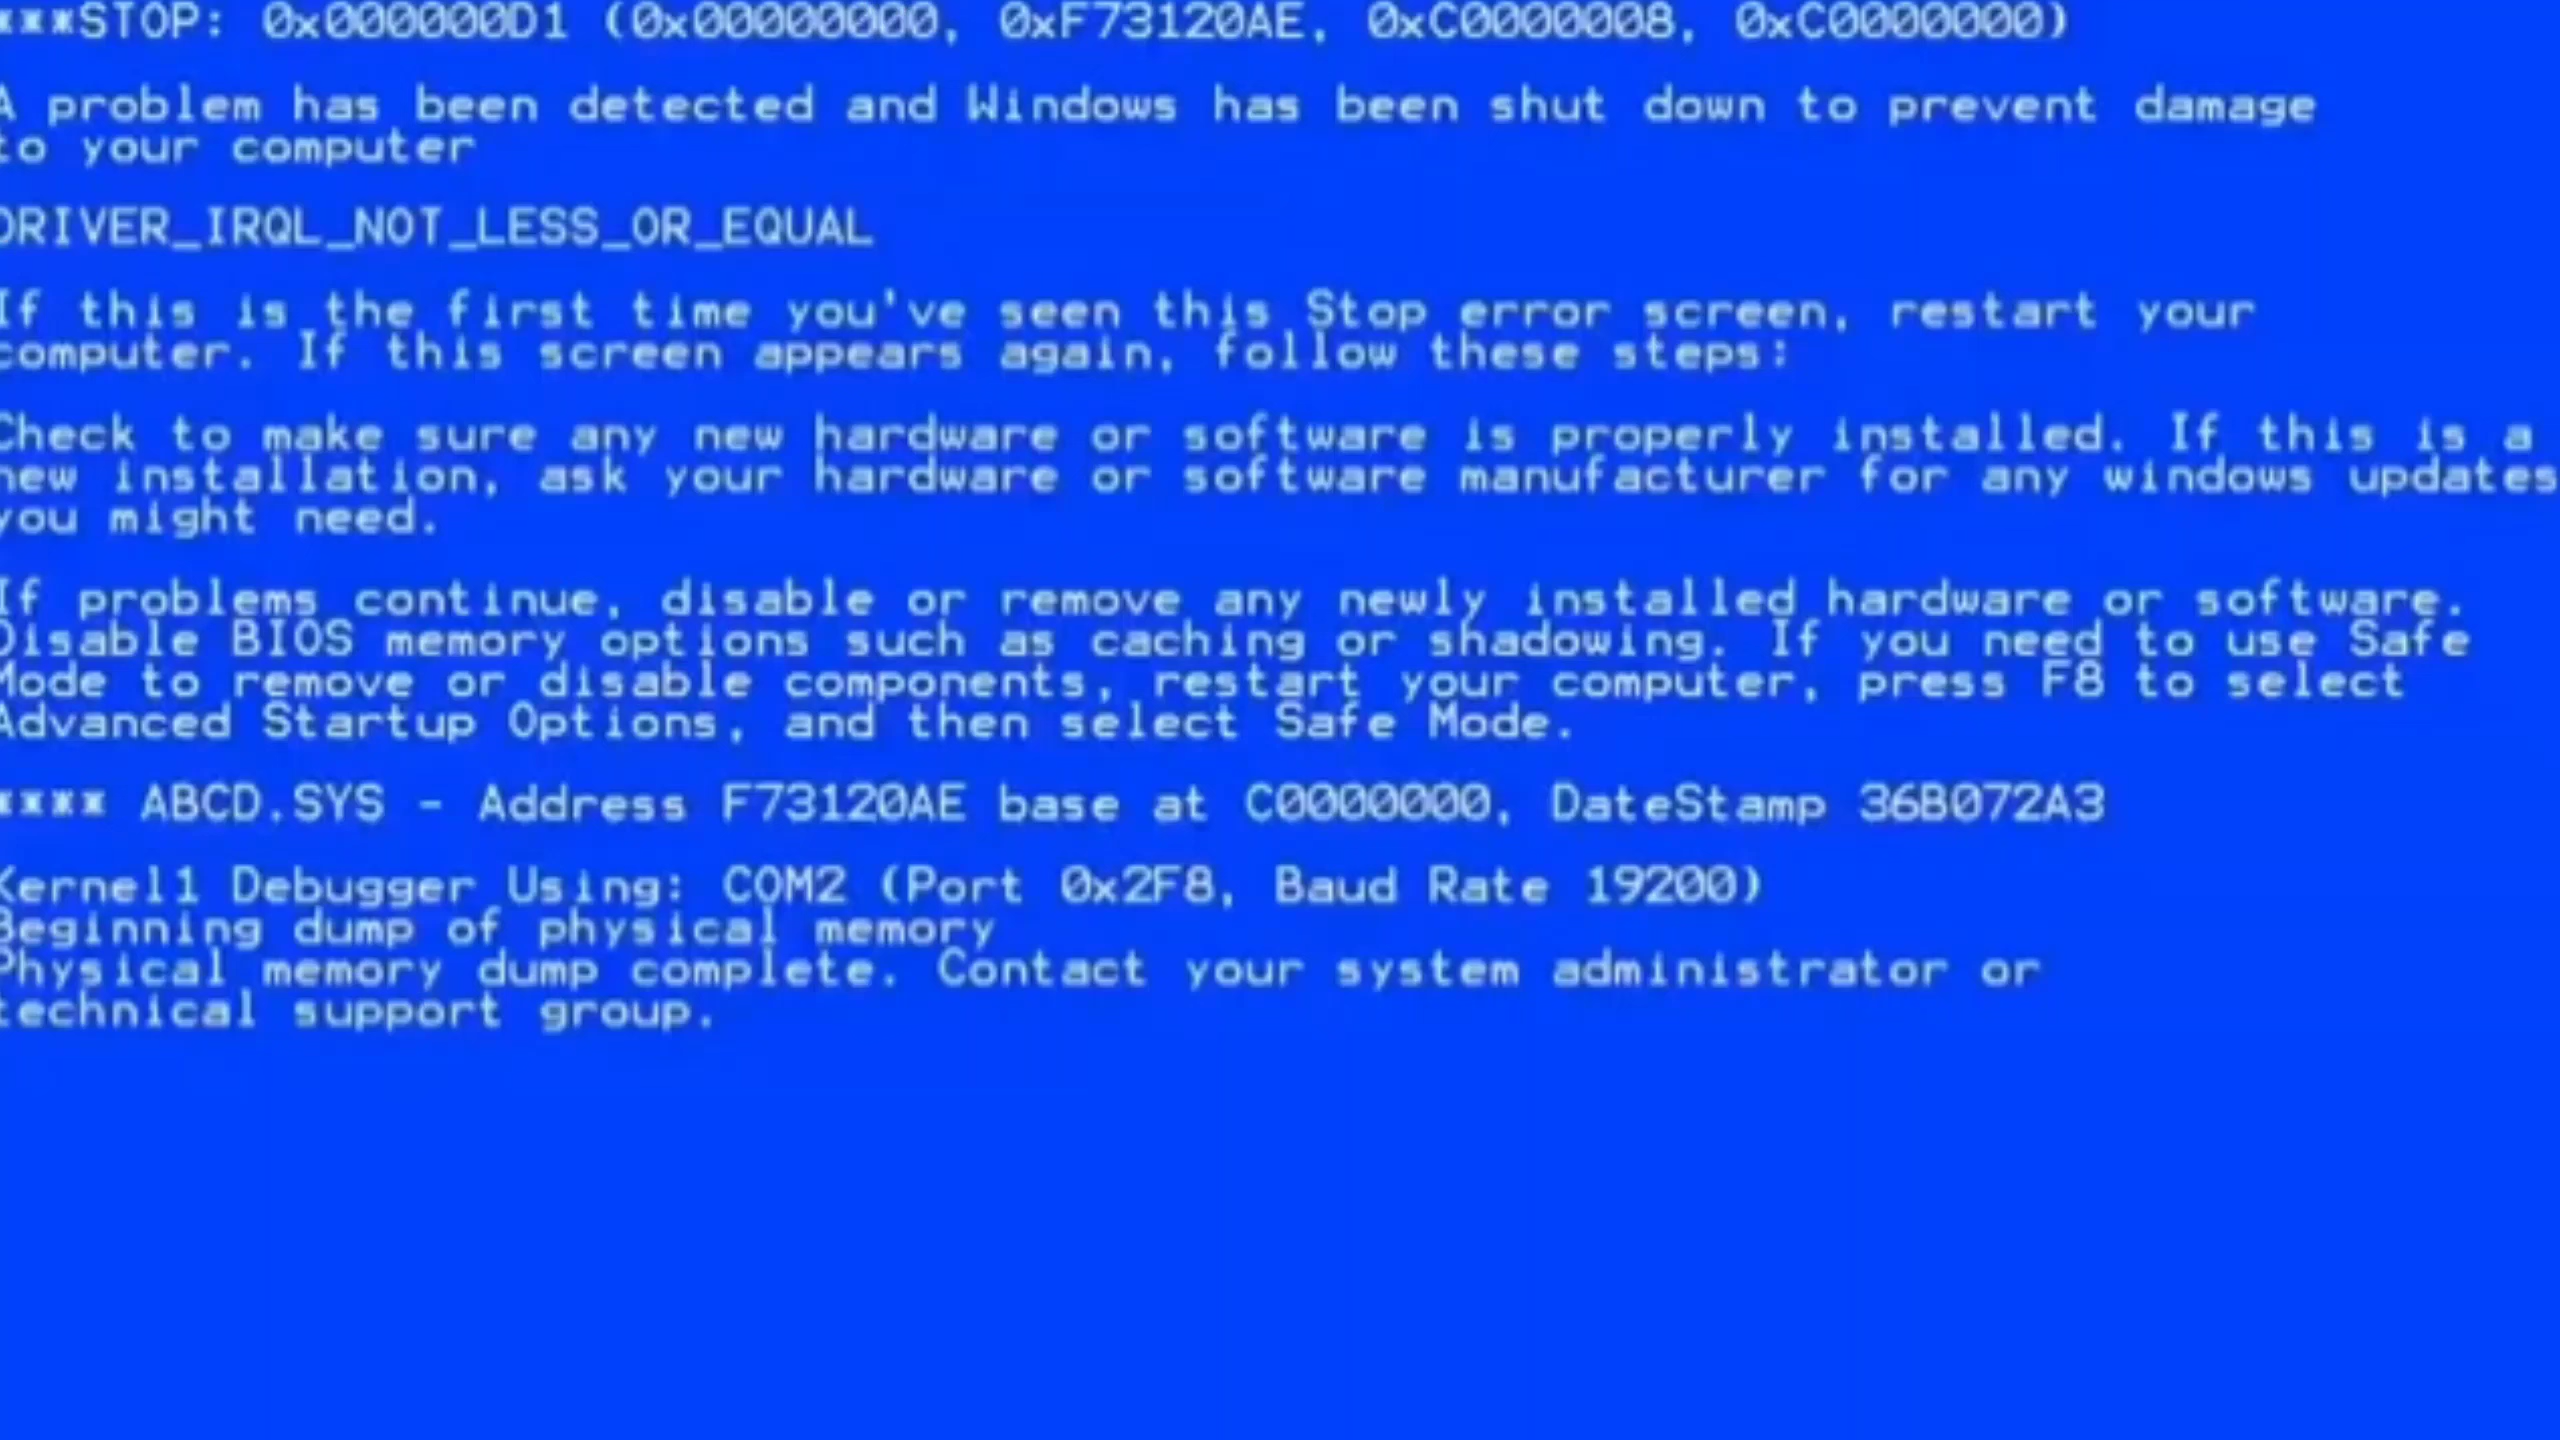 ***STOP: 0x000000D1 (0x00000000, 0xF73120AE, 0xC0000008, 0xC0000000)
A problem has been detected and Windows has been shut down to prevent damage
to your computer
DRIVER_IRQL_NOT_LESS_OR_EQUAL
If this is the first time you've seen this Stop error screen, restart your
computer. If this screen appears again, follow these steps:
Check to make sure any new hardware or software is properly installed. If this is a
new installation, ask your hardware or software manufacturer for any windows updates
you might need.
If problems continue, disable or remove any newly installed hardware or software.
Disable BIOS memory options such as caching or shadowing. If you need to use Safe
Mode to remove or disable components, restart your computer, press F8 to select
Advanced Startup Options, and then select Safe Mode.
**** ABCD.SYS - Address F73120AE base at C0000000, DateStamp 36B072A3
Kernel1 Debugger Using: COM2 (Port 0x2F8, Baud Rate 19200)
Beginning dump of physical memory
Physical memory dump complete. Contact your system administrator or
technical support group.